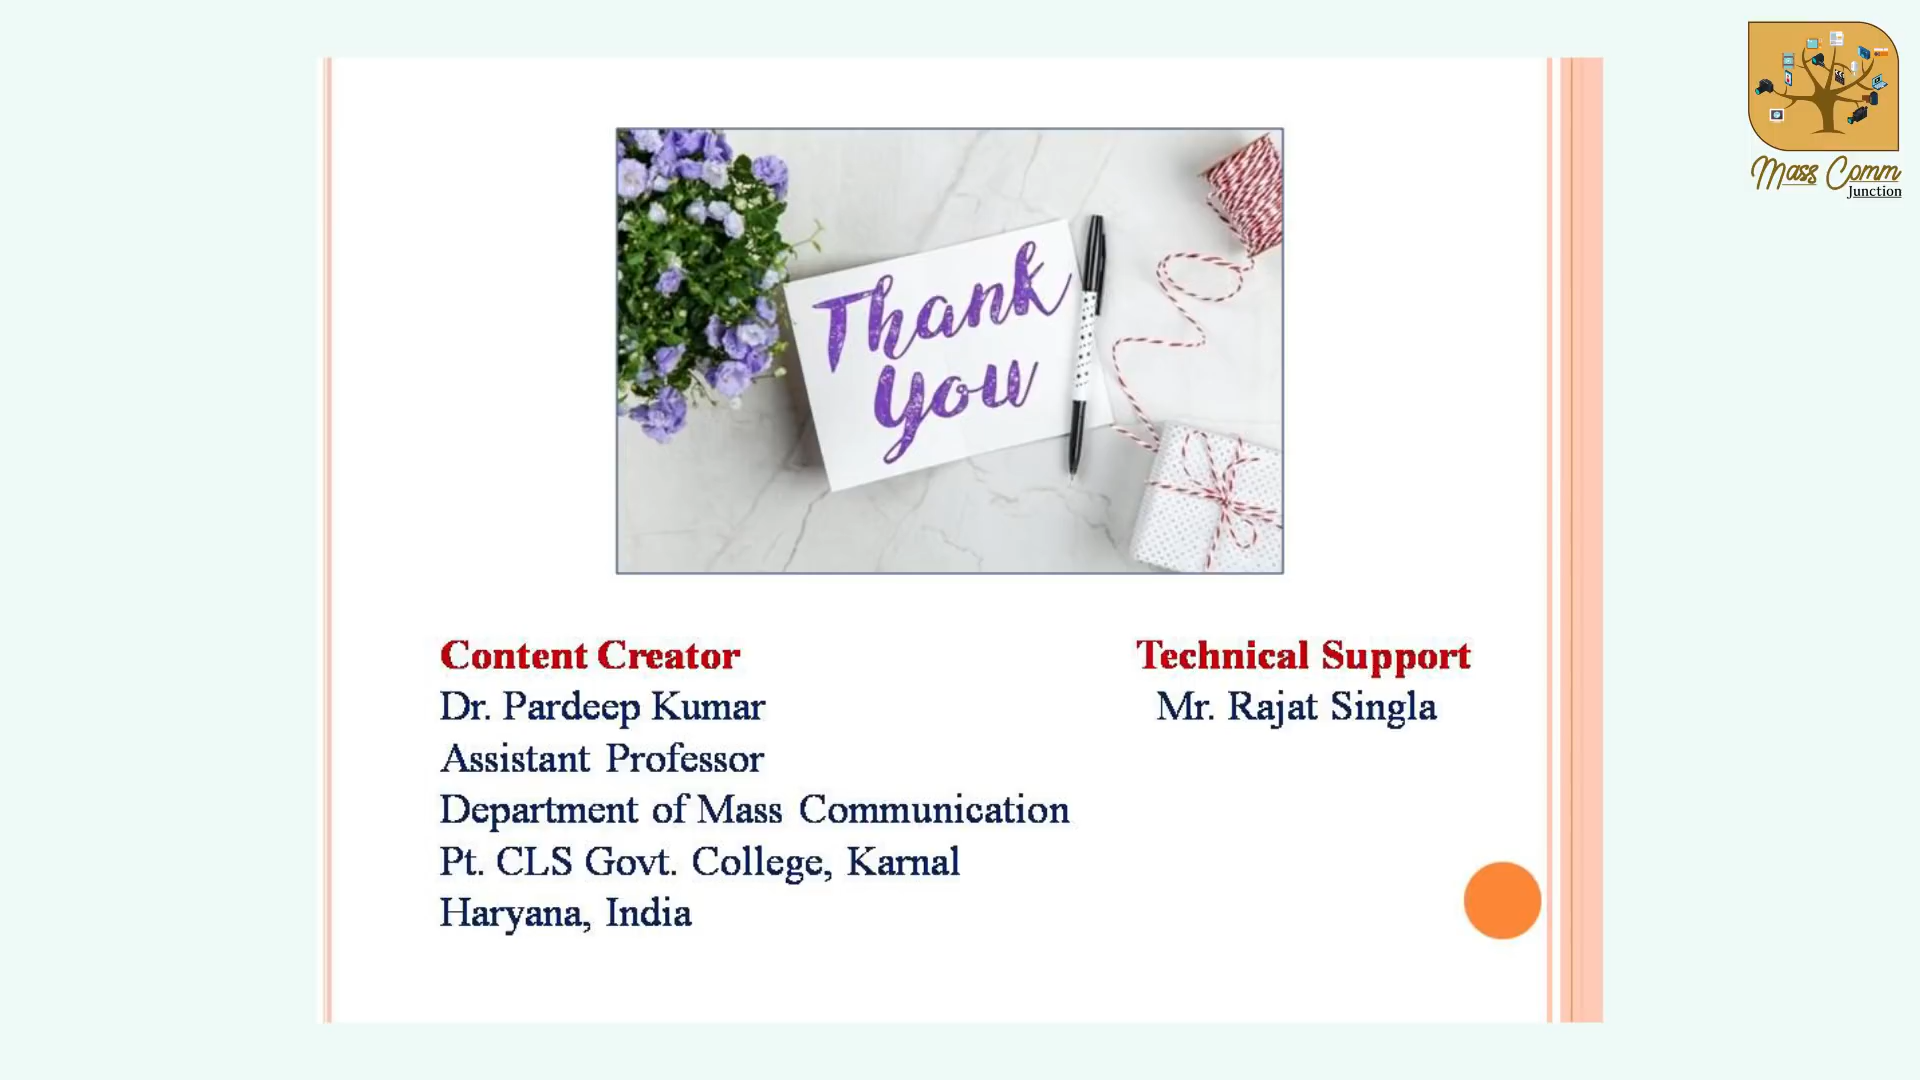 Mass Comm
Junction
Thank
You
Content Creator
Dr. Pardeep Kumar
Assistant Professor
Department of Mass Communication
Pt. CLS Govt. College, Karnal
Haryana, India
Technical Support
Mr. Rajat Singla